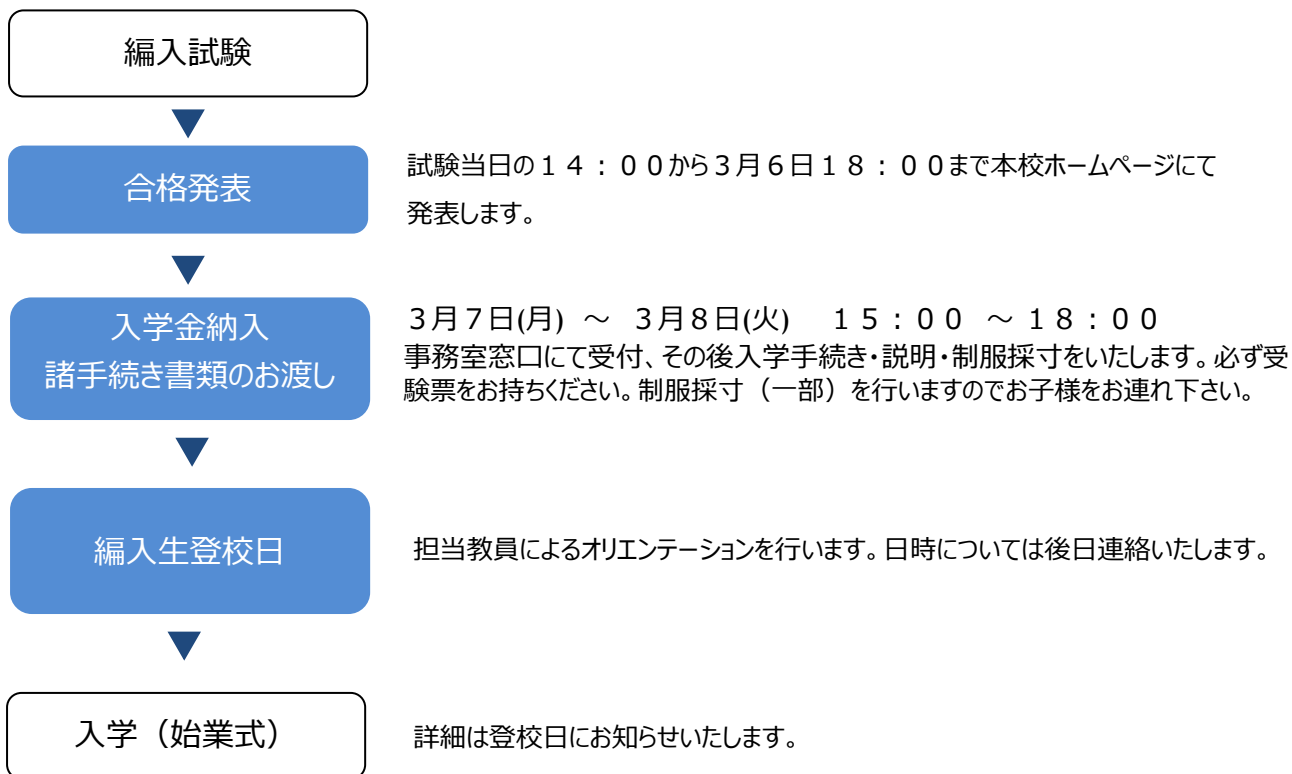 編入試験
合格発表
試験当日の１４：００から３月６日１８：００まで本校ホームページにて
発表します。
入学金納入
諸手続き書類のお渡し
３月７日(月) ～ ３月８日(火)　１５：００ ～１８：００
事務室窓口にて受付、その後入学手続き・説明・制服採寸をいたします。必ず受
験票をお持ちください。制服採寸（一部）を行いますのでお子様をお連れ下さい。
編入生登校日
担当教員によるオリエンテーションを行います。日時については後日連絡いたします。
入学（始業式）
詳細は登校日にお知らせいたします。